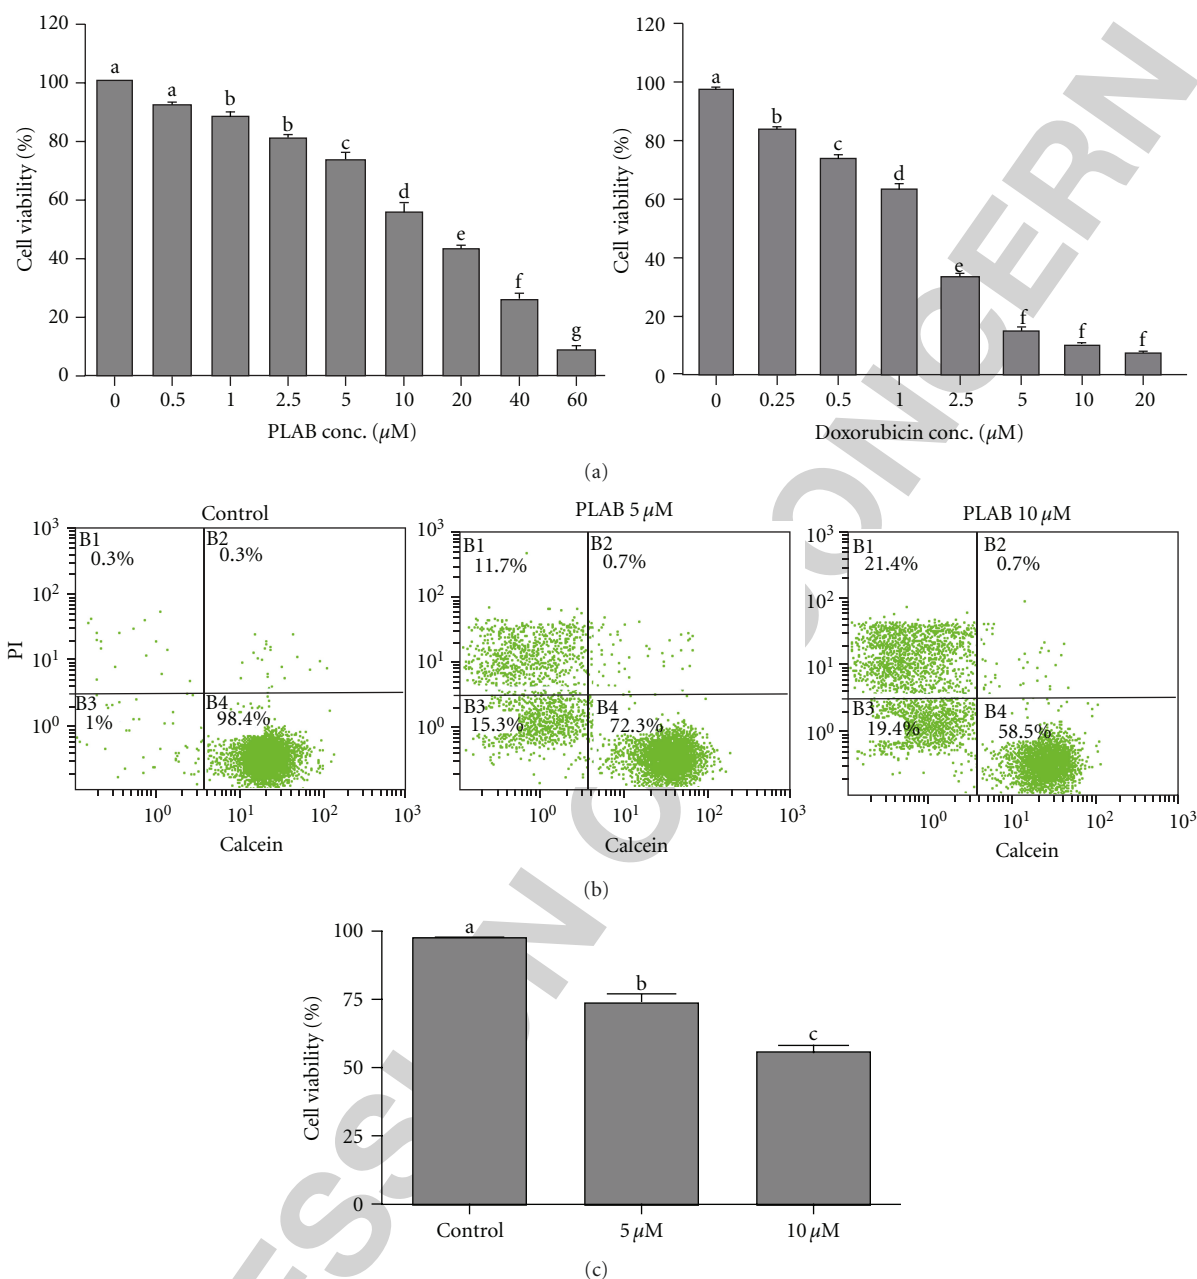 120
100
80
60
40
20
0
Cell viability (%)
a
a
b
b
c
d
e
f
g
0 0.5 1 2.5 5 10 20 40 60
PLAB conc. (μM)
120
100
80
60
40
20
0
Cell viability (%)
a
b
c
d
e
f
f
f
0 0.25 0.5 1 2.5 5 10 20
Doxorubicin conc. (μM)
(a)
Control
B1
0.3%
B2
0.3%
B3
1%
B4
98.4%
10³
10²
10¹
10⁰
PI
10⁰ 10¹ 10² 10³
Calcein
PLAB 5 μM
B1
11.7%
B2
0.7%
B3
15.3%
B4
72.3%
10³
10²
10¹
10⁰
10⁰ 10¹ 10² 10³
Calcein
PLAB 10 μM
B1
21.4%
B2
0.7%
B3
19.4%
B4
58.5%
10³
10²
10¹
10⁰
10⁰ 10¹ 10² 10³
Calcein
(b)
100
75
50
25
0
Cell viability (%)
a
b
c
Control 5 μM 10 μM
(c)
ESSION OF CONCERN